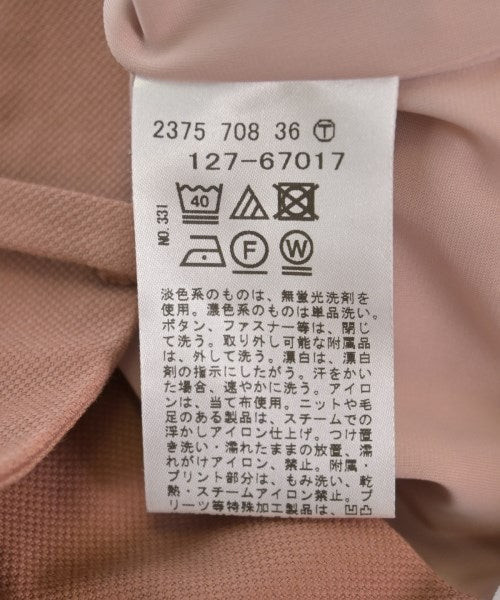 2375 708 36 Ⓣ
127-67017
NO.331
40
F W
淡色系のものは、無蛍光洗剤を
使用。濃色系のものは単品洗い。
ボタン、ファスナー等は、閉じ
て洗う。取り外し可能な附属品
は、外して洗う。漂白は、漂白
剤の指示にしたがう。汗をかい
た場合、速やかに洗う。アイロ
ンは、当て布使用。ニットや毛
足のある製品は、スチームでの
浮かしアイロン仕上げ。つけ置
き洗い・濡れたままの放置、濡
れがけアイロン、禁止。附属・
プリント部分は、もみ洗い、乾
熱・スチームアイロン禁止。プ
リーツ等特殊加工製品は、凹凸